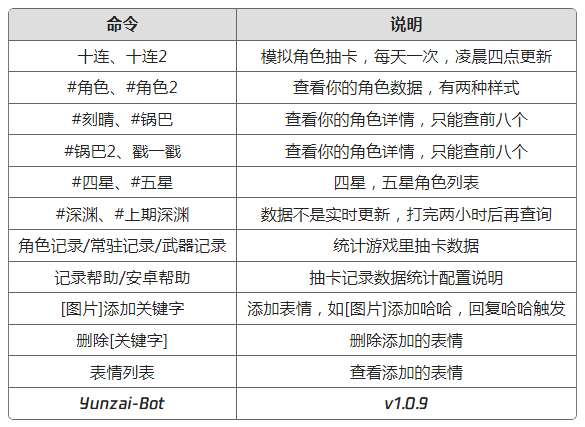 命令 说明
十连、十连2 模拟角色抽卡，每天一次，凌晨四点更新
#角色、#角色2 查看你的角色数据，有两种样式
#刻晴、#锅巴 查看你的角色详情，只能查前八个
#锅巴2、戳一戳 查看你的角色详情，只能查前八个
#四星、#五星 四星，五星角色列表
#深渊、#上期深渊 数据不是实时更新，打完两小时后再查询
角色记录/常驻记录/武器记录 统计游戏里抽卡数据
记录帮助/安卓帮助 抽卡记录数据统计配置说明
[图片]添加关键字 添加表情，如[图片]添加哈哈，回复哈哈触发
删除[关键字] 删除添加的表情
表情列表 查看添加的表情
Yunzai-Bot v1.0.9